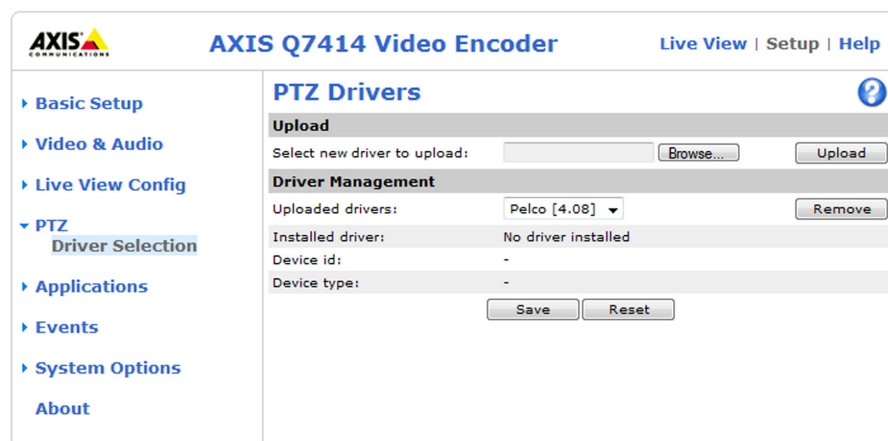 AXIS
COMMUNICATIONS
AXIS Q7414 Video Encoder
Live View | Setup | Help
Basic Setup
Video & Audio
Live View Config
PTZ
Driver Selection
Applications
Events
System Options
About
PTZ Drivers
?
Upload
Select new driver to upload: Browse... Upload
Driver Management
Uploaded drivers: Pelco [4.08] Remove
Installed driver: No driver installed
Device id: -
Device type: -
Save Reset